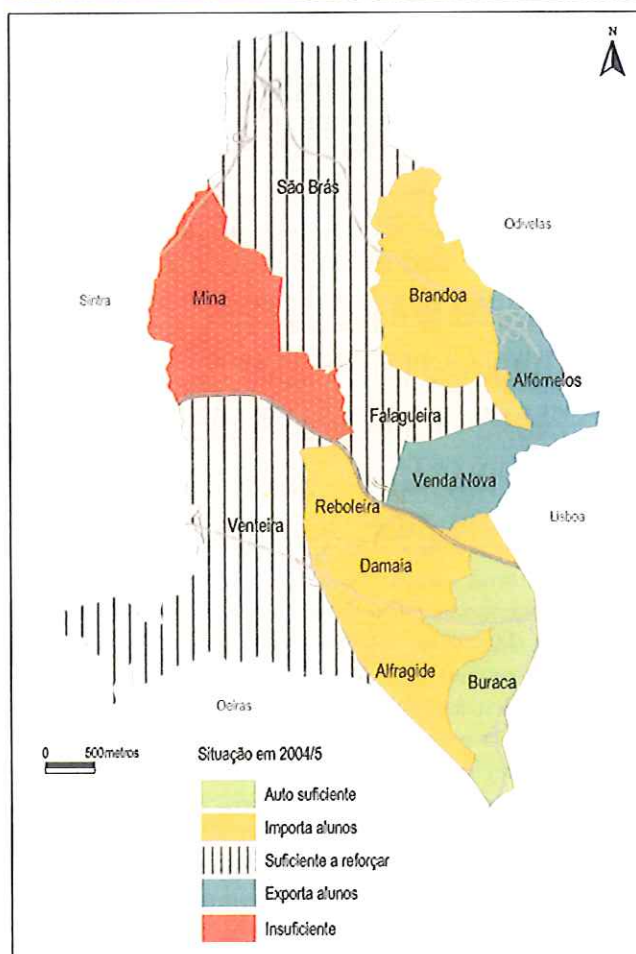 N
São Brás
Odivelas
Sintra
Mina
Brandoa
Alfornelos
Falagueira
Venda Nova
Lisboa
Reboleira
Venteira
Damaia
Alfragide
Buraca
Oeiras
0 500metros
Situação em 2004/5
Auto suficiente
Importa alunos
Suficiente a reforçar
Exporta alunos
Insuficiente